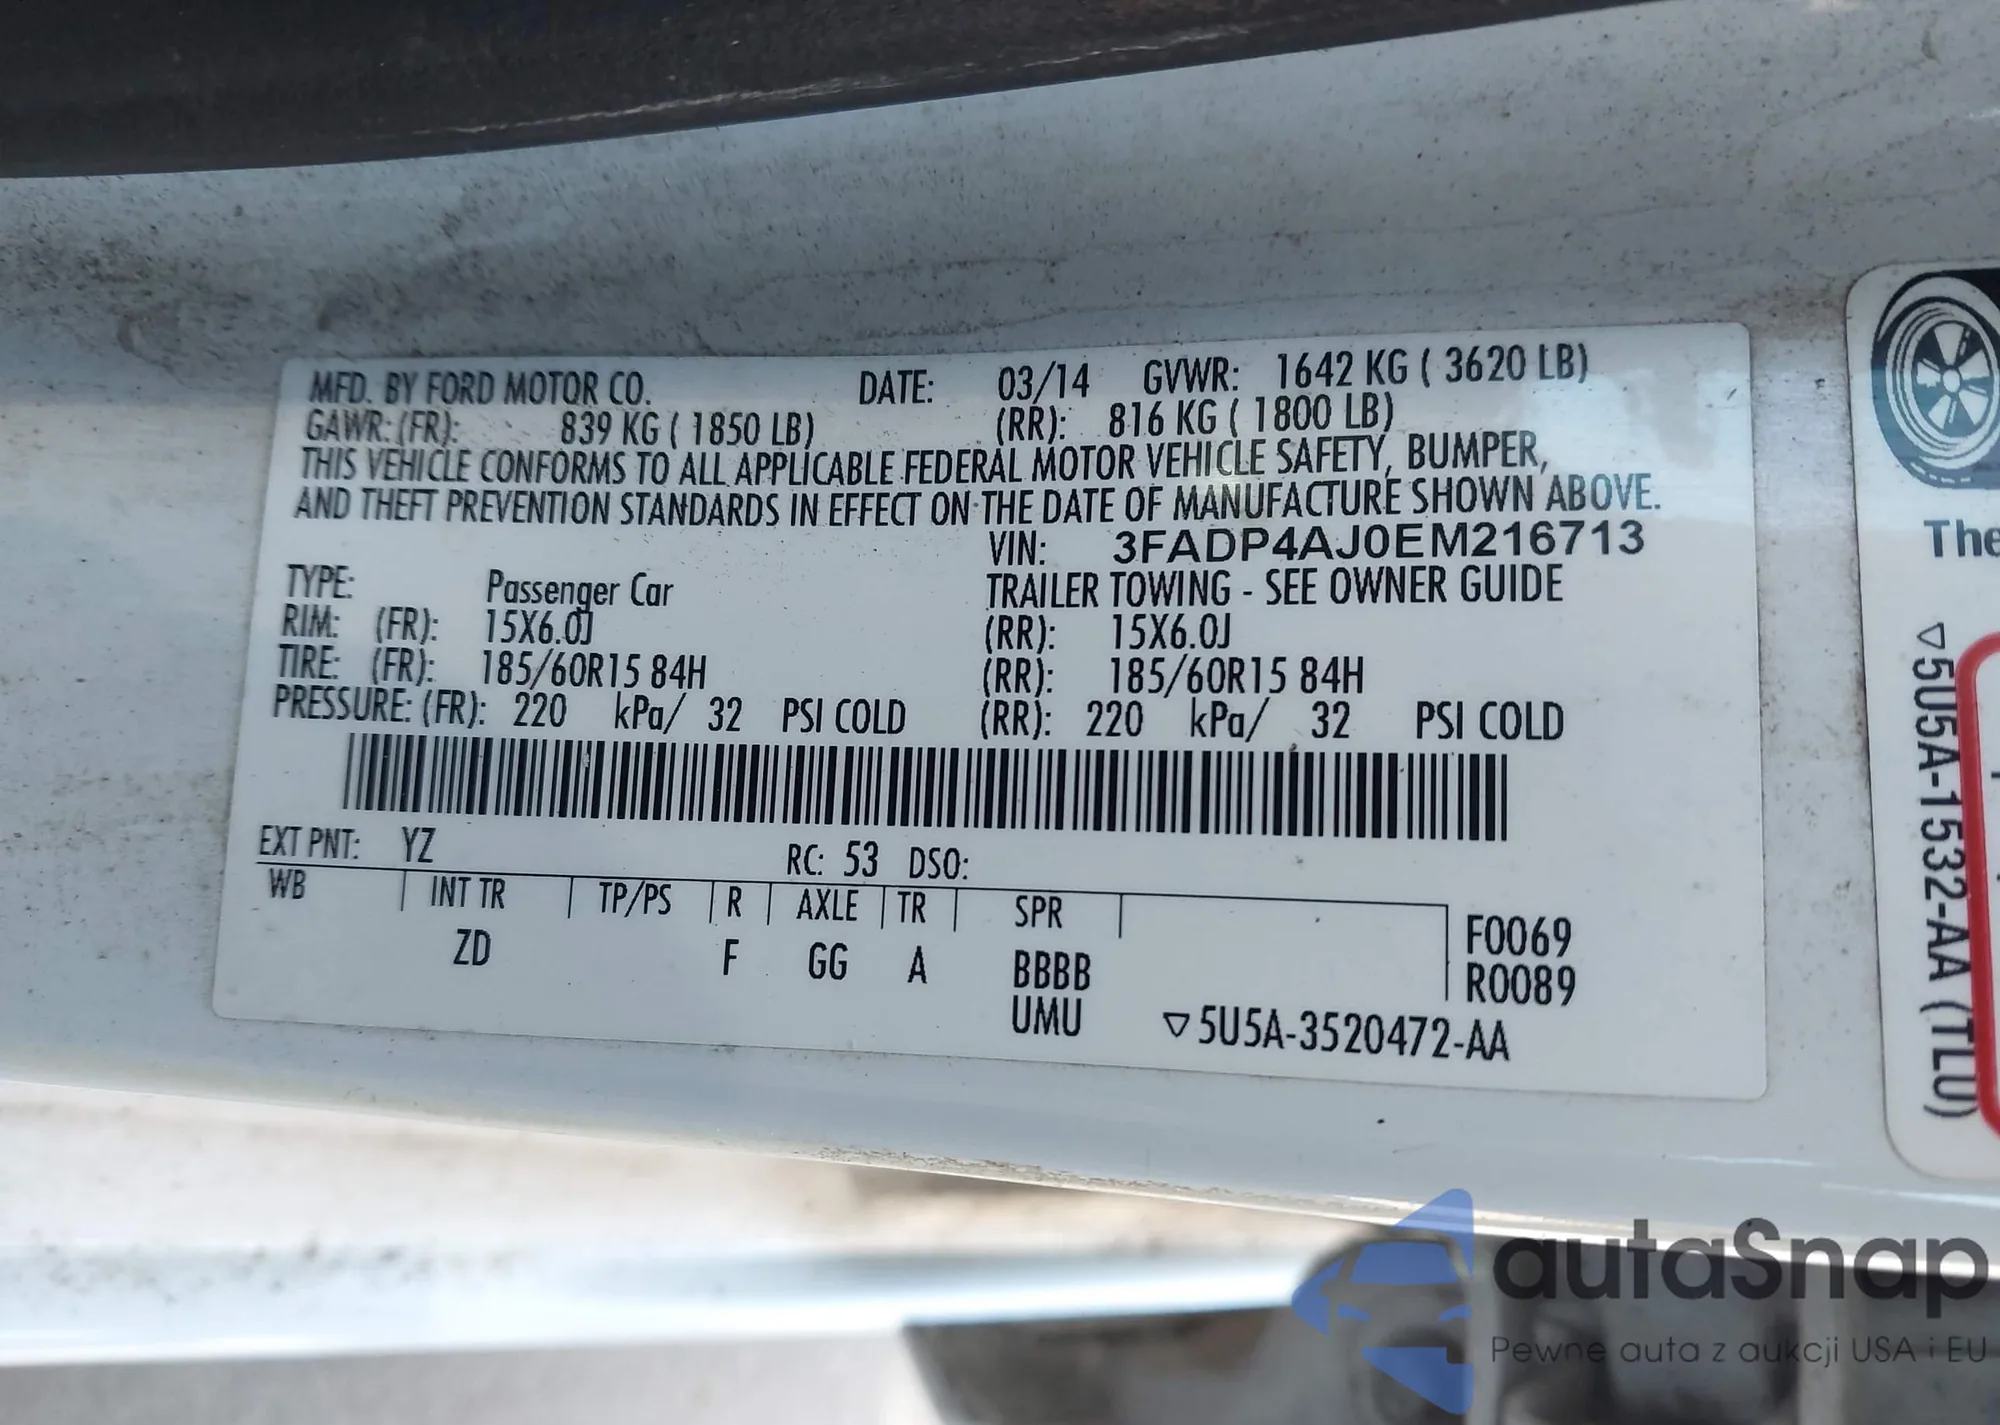 MFD. BY FORD MOTOR CO. DATE: 03/14 GVWR: 1642 KG ( 3620 LB)
GAWR: (FR): 839 KG ( 1850 LB) (RR): 816 KG ( 1800 LB)
THIS VEHICLE CONFORMS TO ALL APPLICABLE FEDERAL MOTOR VEHICLE SAFETY, BUMPER,
AND THEFT PREVENTION STANDARDS IN EFFECT ON THE DATE OF MANUFACTURE SHOWN ABOVE.
VIN: 3FADP4AJ0EM216713
TYPE: Passenger Car TRAILER TOWING - SEE OWNER GUIDE
RIM: (FR): 15X6.0J (RR): 15X6.0J
TIRE: (FR): 185/60R15 84H (RR): 185/60R15 84H
PRESSURE: (FR): 220 kPa/ 32 PSI COLD (RR): 220 kPa/ 32 PSI COLD
EXT PNT: YZ RC: 53 DSO:
WB INT TR TP/PS R AXLE TR SPR
ZD F GG A BBBB
UMU
F0069
R0089
▽5U5A-3520472-AA
The
▽5U5A-1532-AA (TLU)
autaSnap
Pewne auta z aukcji USA i EU